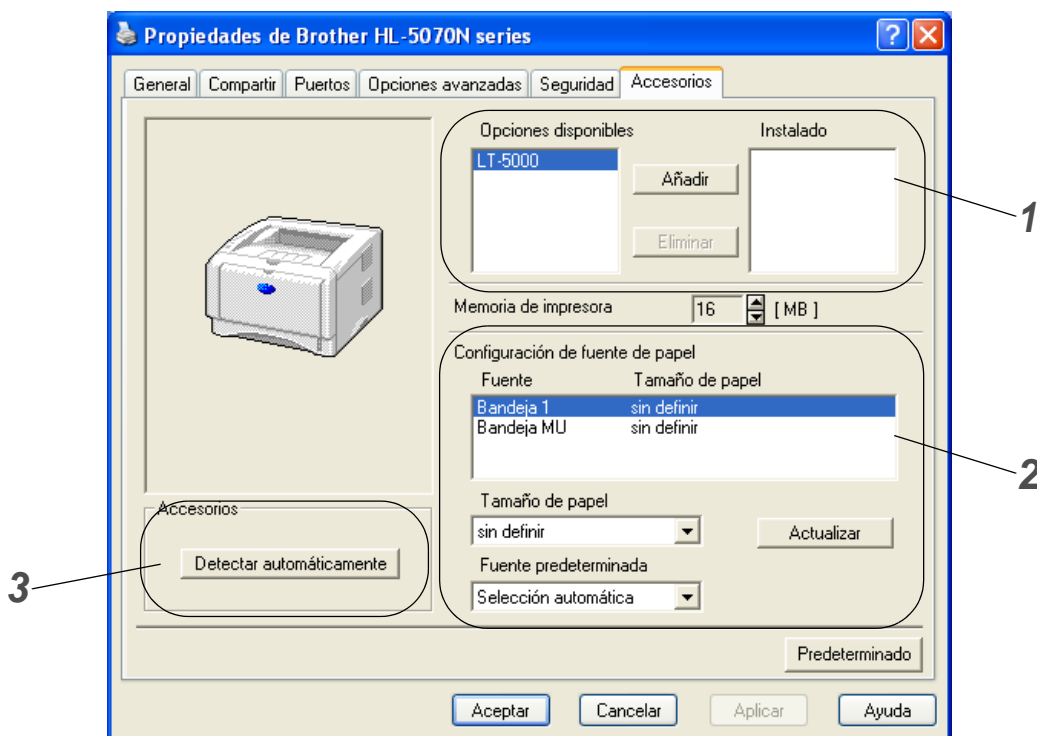 Propiedades de Brother HL-5070N series
General Compartir Puertos Opciones avanzadas Seguridad Accesorios
Opciones disponibles Instalado
LT-5000
Añadir
Eliminar
1
Memoria de impresora 16 [ MB ]
Configuración de fuente de papel
Fuente Tamaño de papel
Bandeja 1 sin definir
Bandeja MU sin definir
2
Tamaño de papel
sin definir Actualizar
Fuente predeterminada
Selección automática
Accesorios
Detectar automáticamente
3
Predeterminado
Aceptar Cancelar Aplicar Ayuda